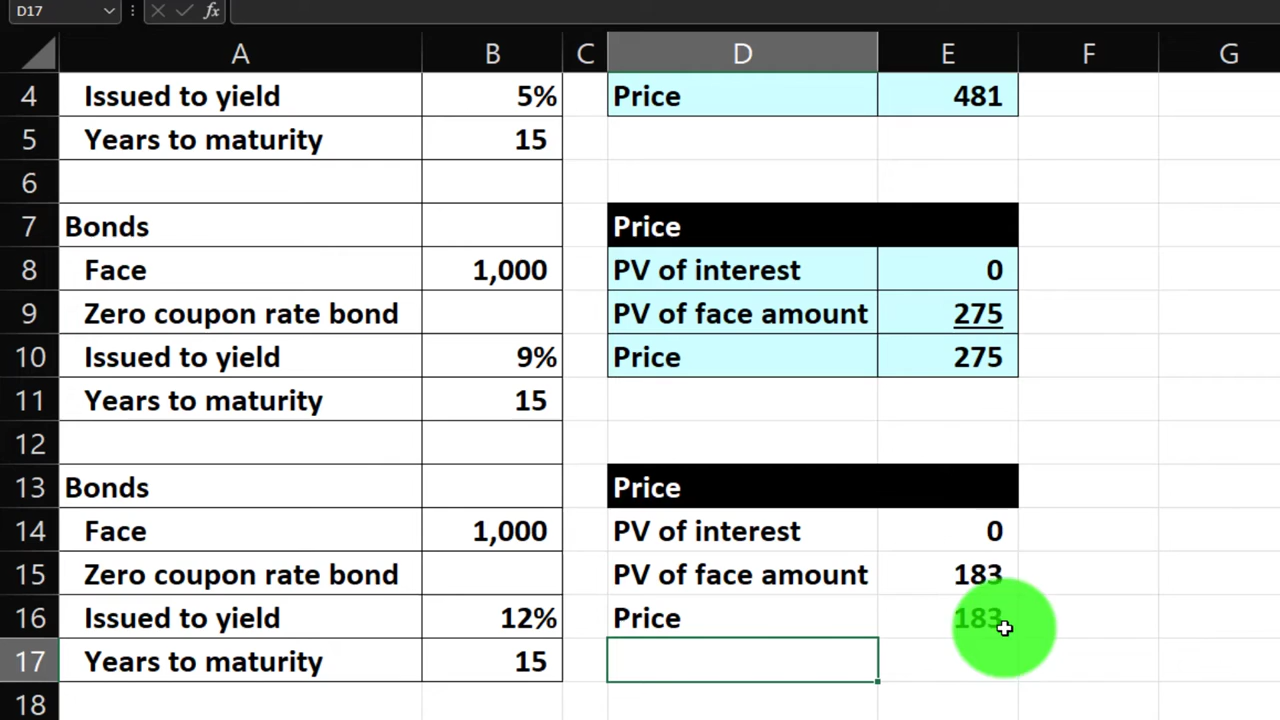 D17 fx
A B C D E F G
4 Issued to yield 5% Price 481
5 Years to maturity 15
6
7 Bonds Price
8 Face 1,000 PV of interest 0
9 Zero coupon rate bond PV of face amount 275
10 Issued to yield 9% Price 275
11 Years to maturity 15
12
13 Bonds Price
14 Face 1,000 PV of interest 0
15 Zero coupon rate bond PV of face amount 183
16 Issued to yield 12% Price 183
17 Years to maturity 15
18